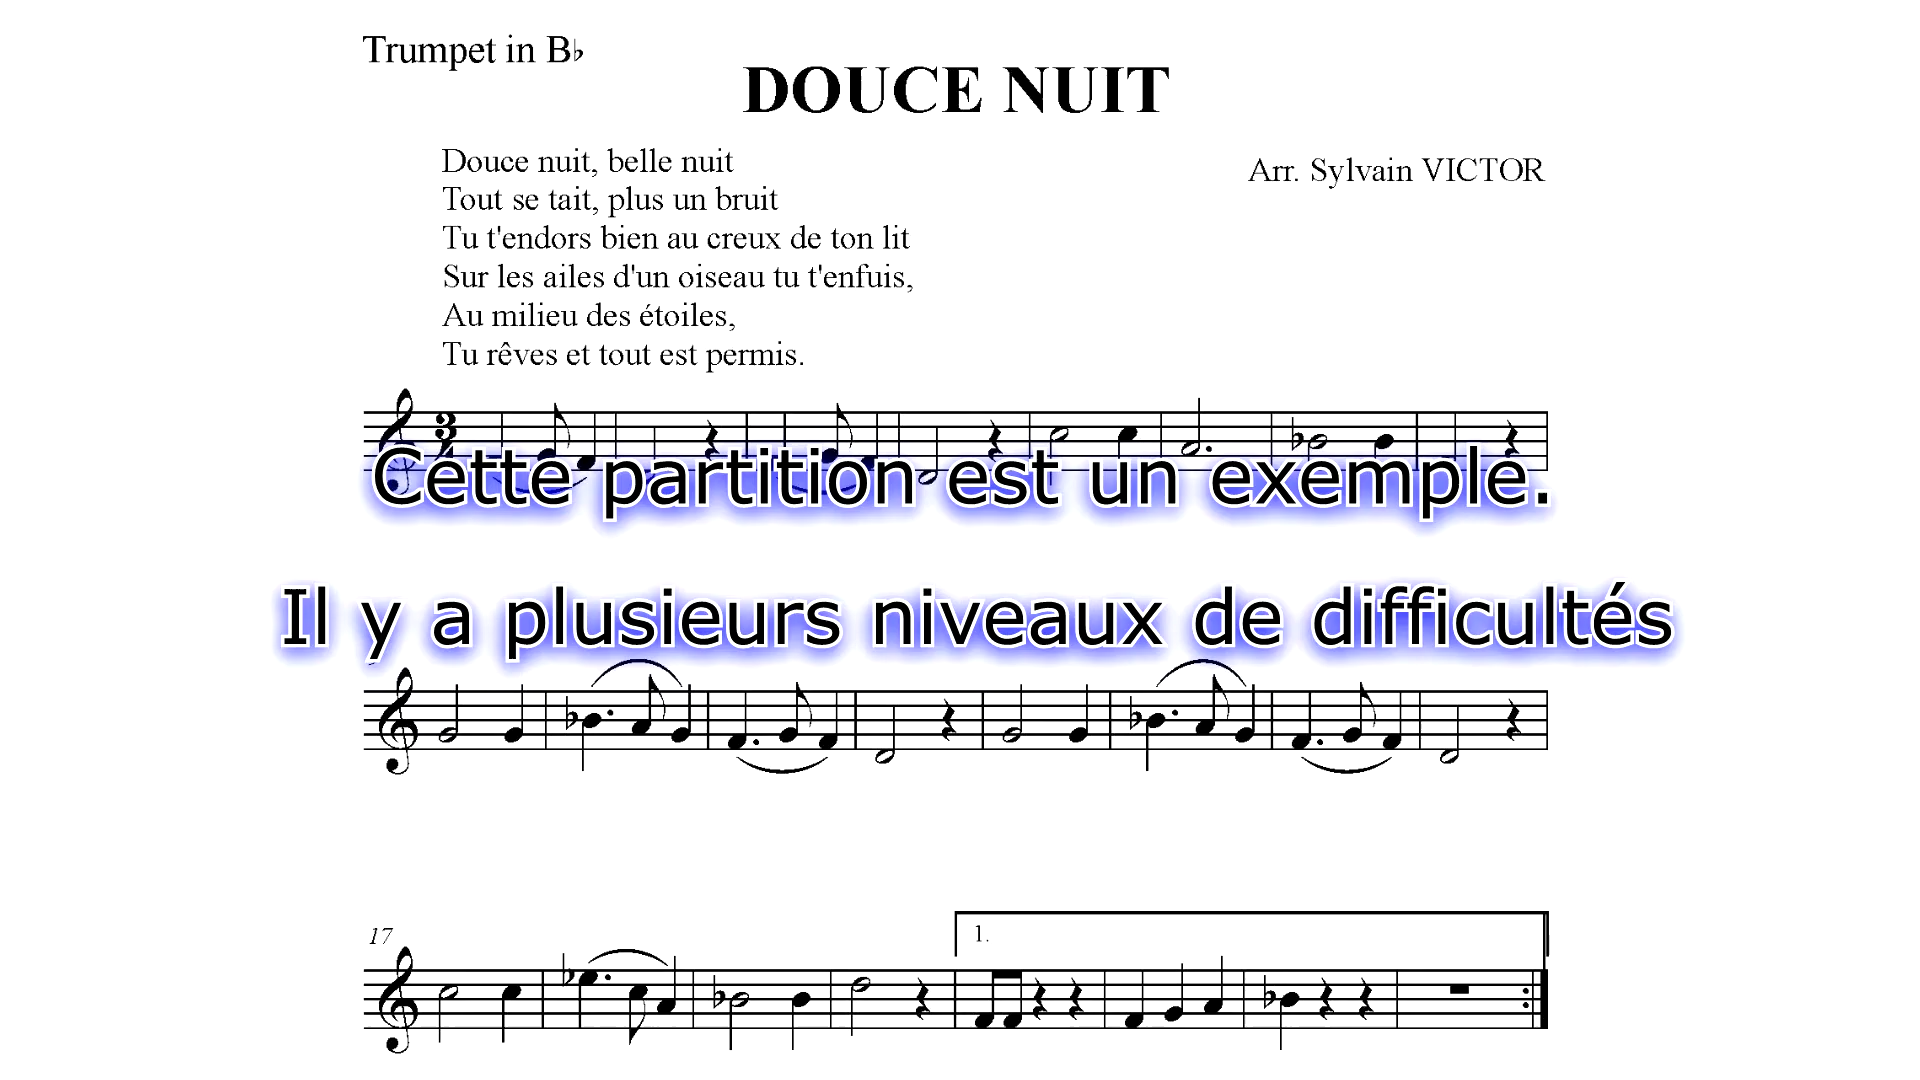 Trumpet in B♭
DOUCE NUIT
Douce nuit, belle nuit
Arr. Sylvain VICTOR
Tout se tait, plus un bruit
Tu t'endors bien au creux de ton lit
Sur les ailes d'un oiseau tu t'enfuis,
Au milieu des étoiles,
Tu rêves et tout est permis.
Cette partition est un exemple.
Il y a plusieurs niveaux de difficultés
17
1.